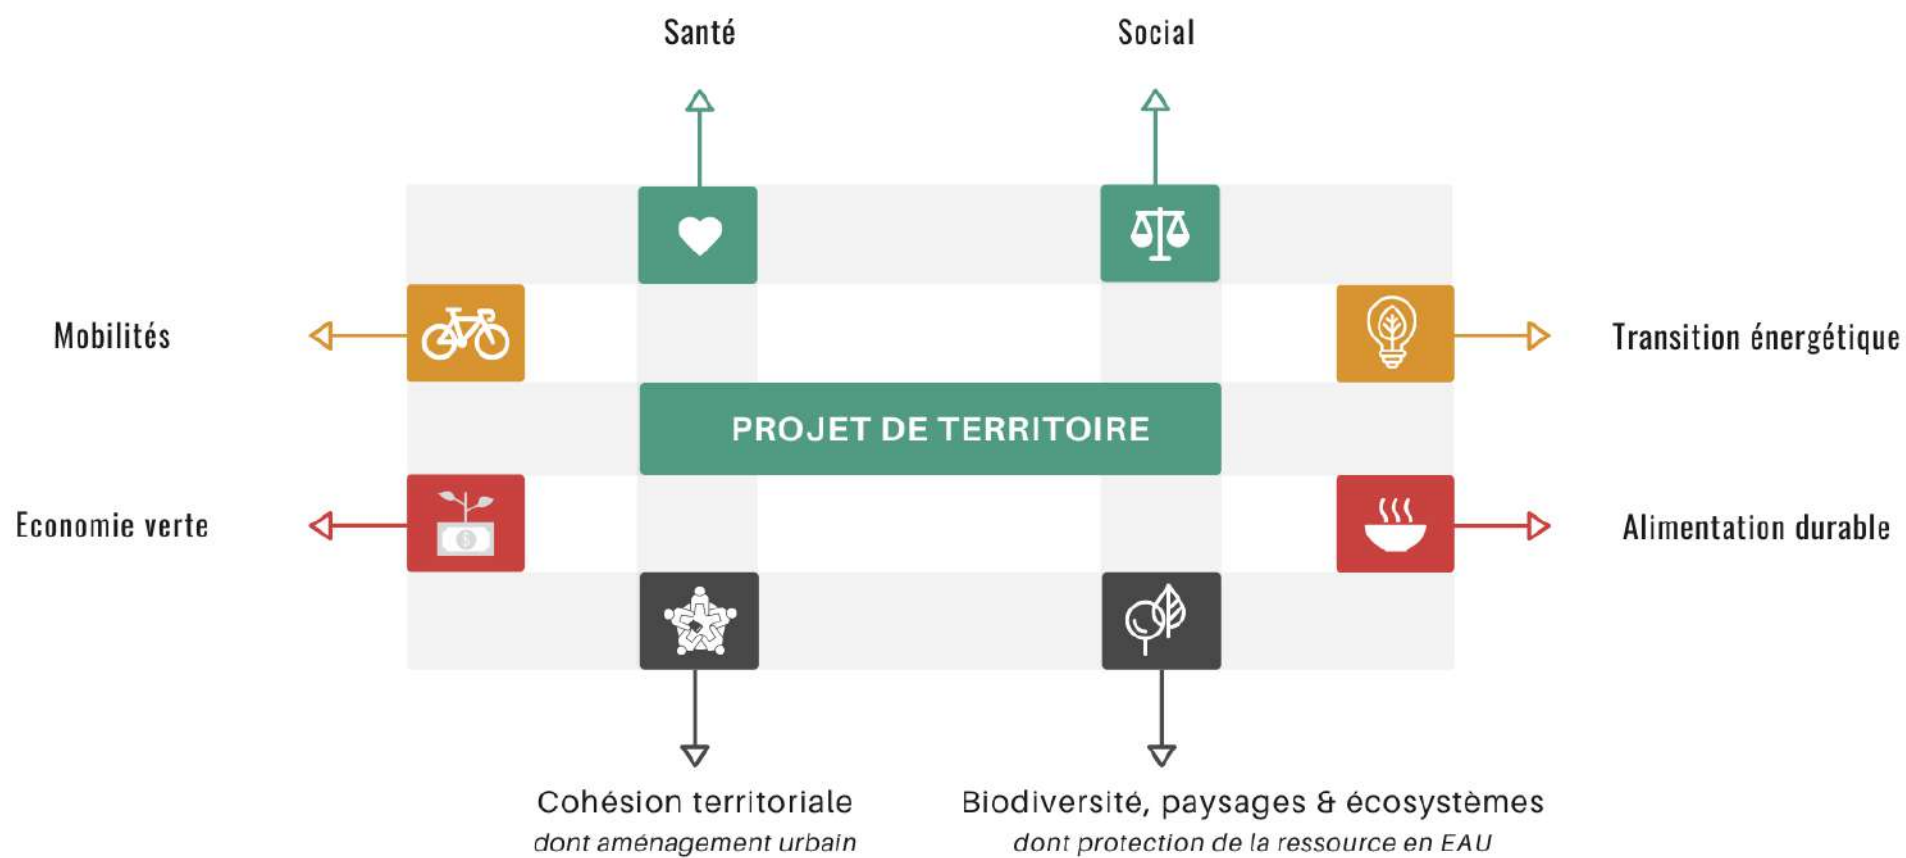 Santé
Social
Mobilités
Transition énergétique
PROJET DE TERRITOIRE
Economie verte
Alimentation durable
Cohésion territoriale
dont aménagement urbain
Biodiversité, paysages & écosystèmes
dont protection de la ressource en EAU